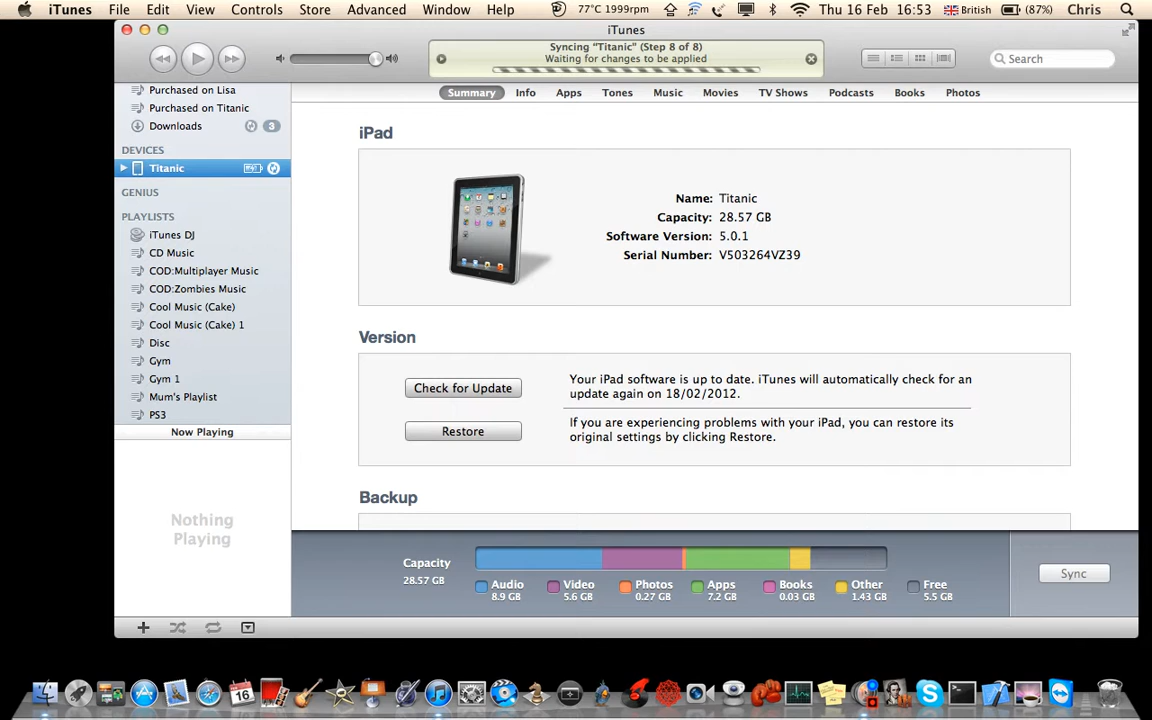 iTunes File Edit View Controls Store Advanced Window Help 77°C 1999rpm Thu 16 Feb 16:53 British (87%) Chris
iTunes
Syncing "Titanic" (Step 8 of 8)
Waiting for changes to be applied
Search
Purchased on Lisa
Purchased on Titanic
Downloads 3
DEVICES
Titanic
GENIUS
PLAYLISTS
iTunes DJ
CD Music
COD:Multiplayer Music
COD:Zombies Music
Cool Music (Cake)
Cool Music (Cake) 1
Disc
Gym
Gym 1
Mum's Playlist
PS3
Now Playing
Nothing
Playing
Summary Info Apps Tones Music Movies TV Shows Podcasts Books Photos
iPad
Name: Titanic
Capacity: 28.57 GB
Software Version: 5.0.1
Serial Number: V503264VZ39
Version
Check for Update
Your iPad software is up to date. iTunes will automatically check for an
update again on 18/02/2012.
Restore
If you are experiencing problems with your iPad, you can restore its
original settings by clicking Restore.
Backup
Capacity
28.57 GB
Audio
8.9 GB
Video
5.6 GB
Photos
0.27 GB
Apps
7.2 GB
Books
0.03 GB
Other
1.43 GB
Free
5.5 GB
Sync
16